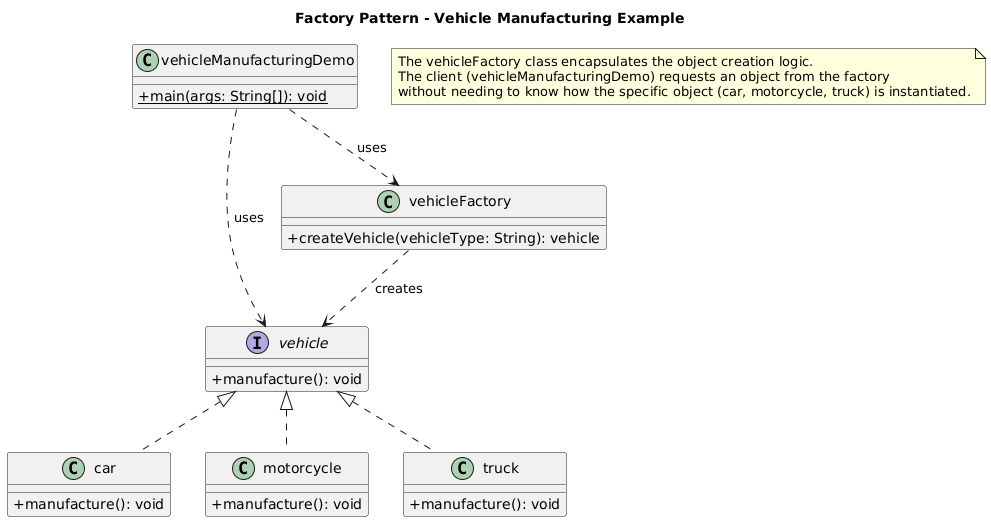 Factory Pattern - Vehicle Manufacturing Example
C vehicleManufacturingDemo
+main(args: String[]): void
The vehicleFactory class encapsulates the object creation logic.
The client (vehicleManufacturingDemo) requests an object from the factory
without needing to know how the specific object (car, motorcycle, truck) is instantiated.
uses
C vehicleFactory
+createVehicle(vehicleType: String): vehicle
uses
creates
I vehicle
+manufacture(): void
C car
+manufacture(): void
C motorcycle
+manufacture(): void
C truck
+manufacture(): void